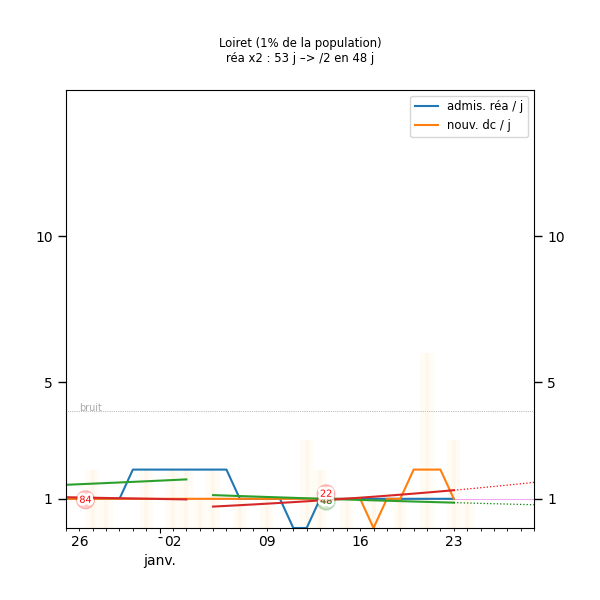 Loiret (1% de la population)
réa x2 : 53 j –> /2 en 48 j
admis. réa / j
nouv. dc / j
10 10
5 5
bruit
1 1
84
22
48
26 02 09 16 23
janv.